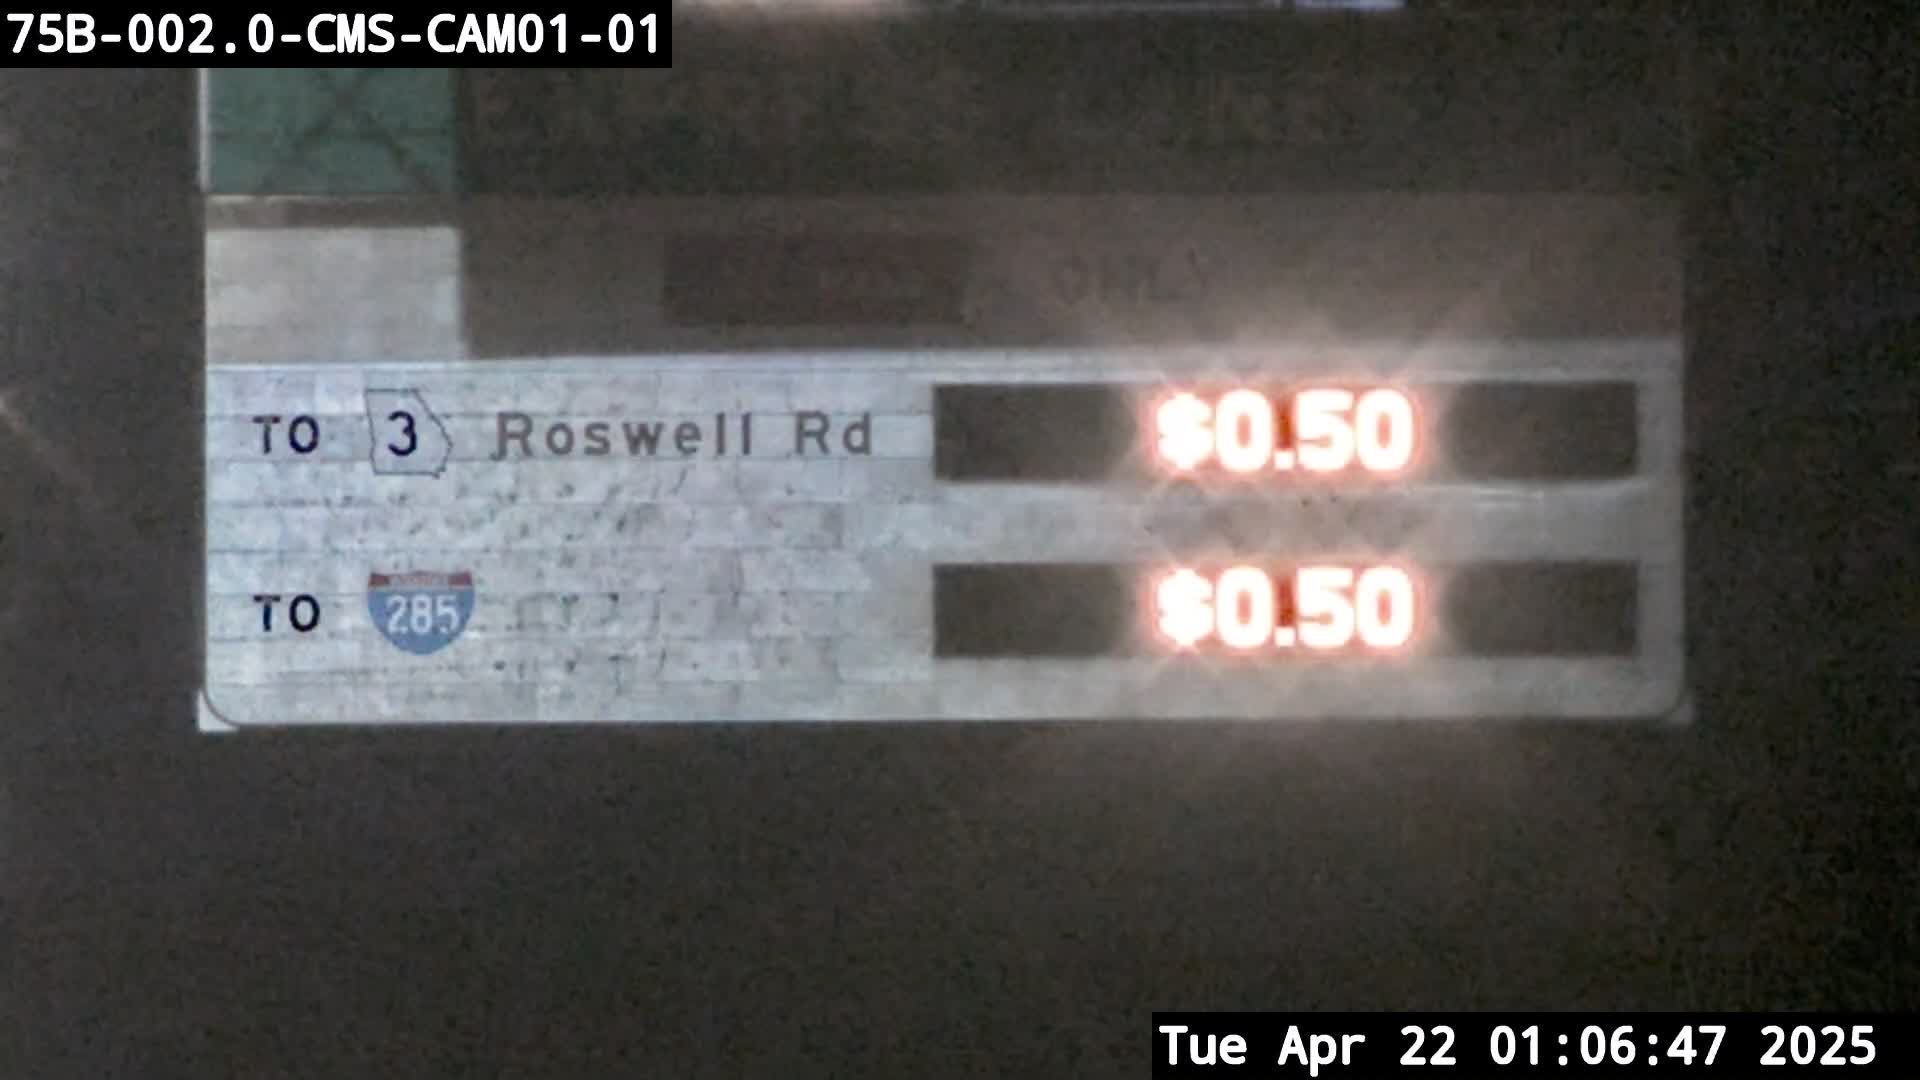 75B-002.0-CMS-CAM01-01
ONLY
TO 3 Roswell Rd $0.50
TO 285 $0.50
Tue Apr 22 01:06:47 2025